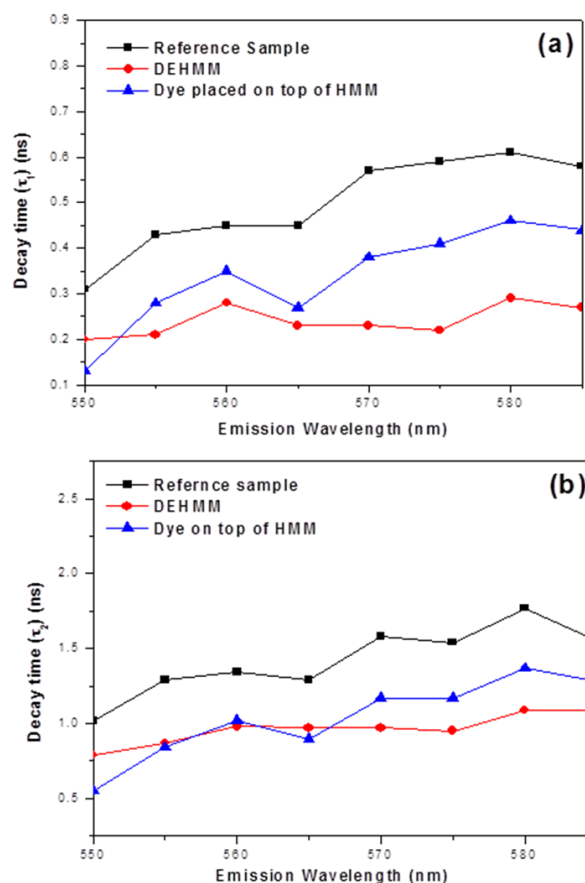 (a)
Reference Sample
DEHMM
Dye placed on top of HMM
Decay time (τ₁) (ns)
0.9
0.8
0.7
0.6
0.5
0.4
0.3
0.2
0.1
550 560 570 580
Emission Wavelength (nm)
(b)
Refernce sample
DEHMM
Dye on top of HMM
Decay time (τ₂) (ns)
2.5
2.0
1.5
1.0
0.5
550 560 570 580
Emission Wavelength (nm)